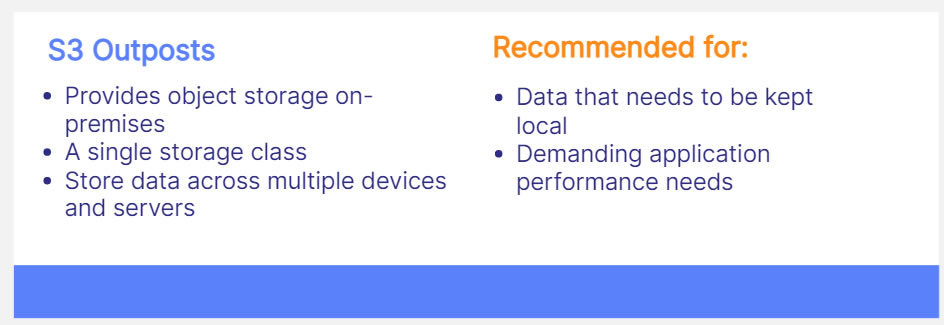 S3 Outposts
• Provides object storage on-
premises
• A single storage class
• Store data across multiple devices
and servers
Recommended for:
• Data that needs to be kept
local
• Demanding application
performance needs